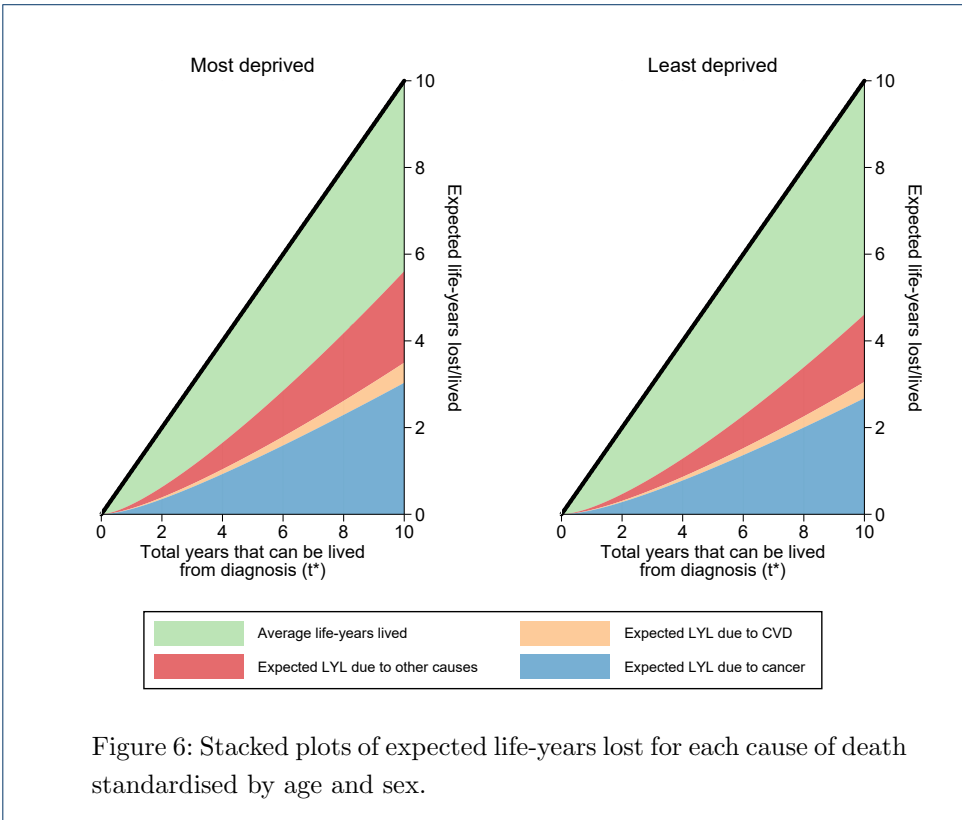 Most deprived
10
8
6
4
2
0
Expected life-years lost/lived
0 2 4 6 8 10
Total years that can be lived
from diagnosis (t*)
Least deprived
10
8
6
4
2
0
Expected life-years lost/lived
0 2 4 6 8 10
Total years that can be lived
from diagnosis (t*)
Average life-years lived
Expected LYL due to CVD
Expected LYL due to other causes
Expected LYL due to cancer
Figure 6: Stacked plots of expected life-years lost for each cause of death
standardised by age and sex.